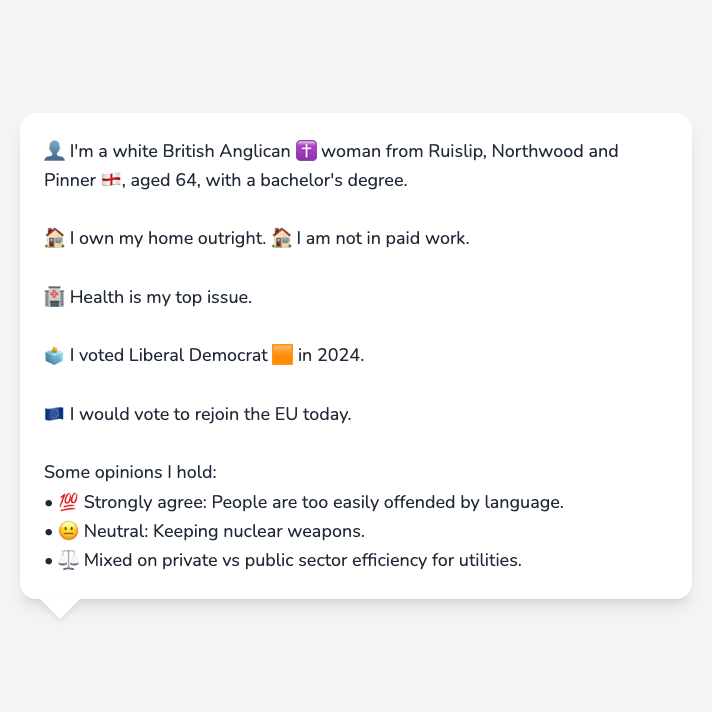 👤 I'm a white British Anglican ✝️ woman from Ruislip, Northwood and
Pinner 🏴󠁧󠁢󠁥󠁮󠁧󠁿, aged 64, with a bachelor's degree.
🏠 I own my home outright. 🏠 I am not in paid work.
🏥 Health is my top issue.
🗳️ I voted Liberal Democrat 🟧 in 2024.
🇪🇺 I would vote to rejoin the EU today.
Some opinions I hold:
• 💯 Strongly agree: People are too easily offended by language.
• 😐 Neutral: Keeping nuclear weapons.
• ⚖️ Mixed on private vs public sector efficiency for utilities.